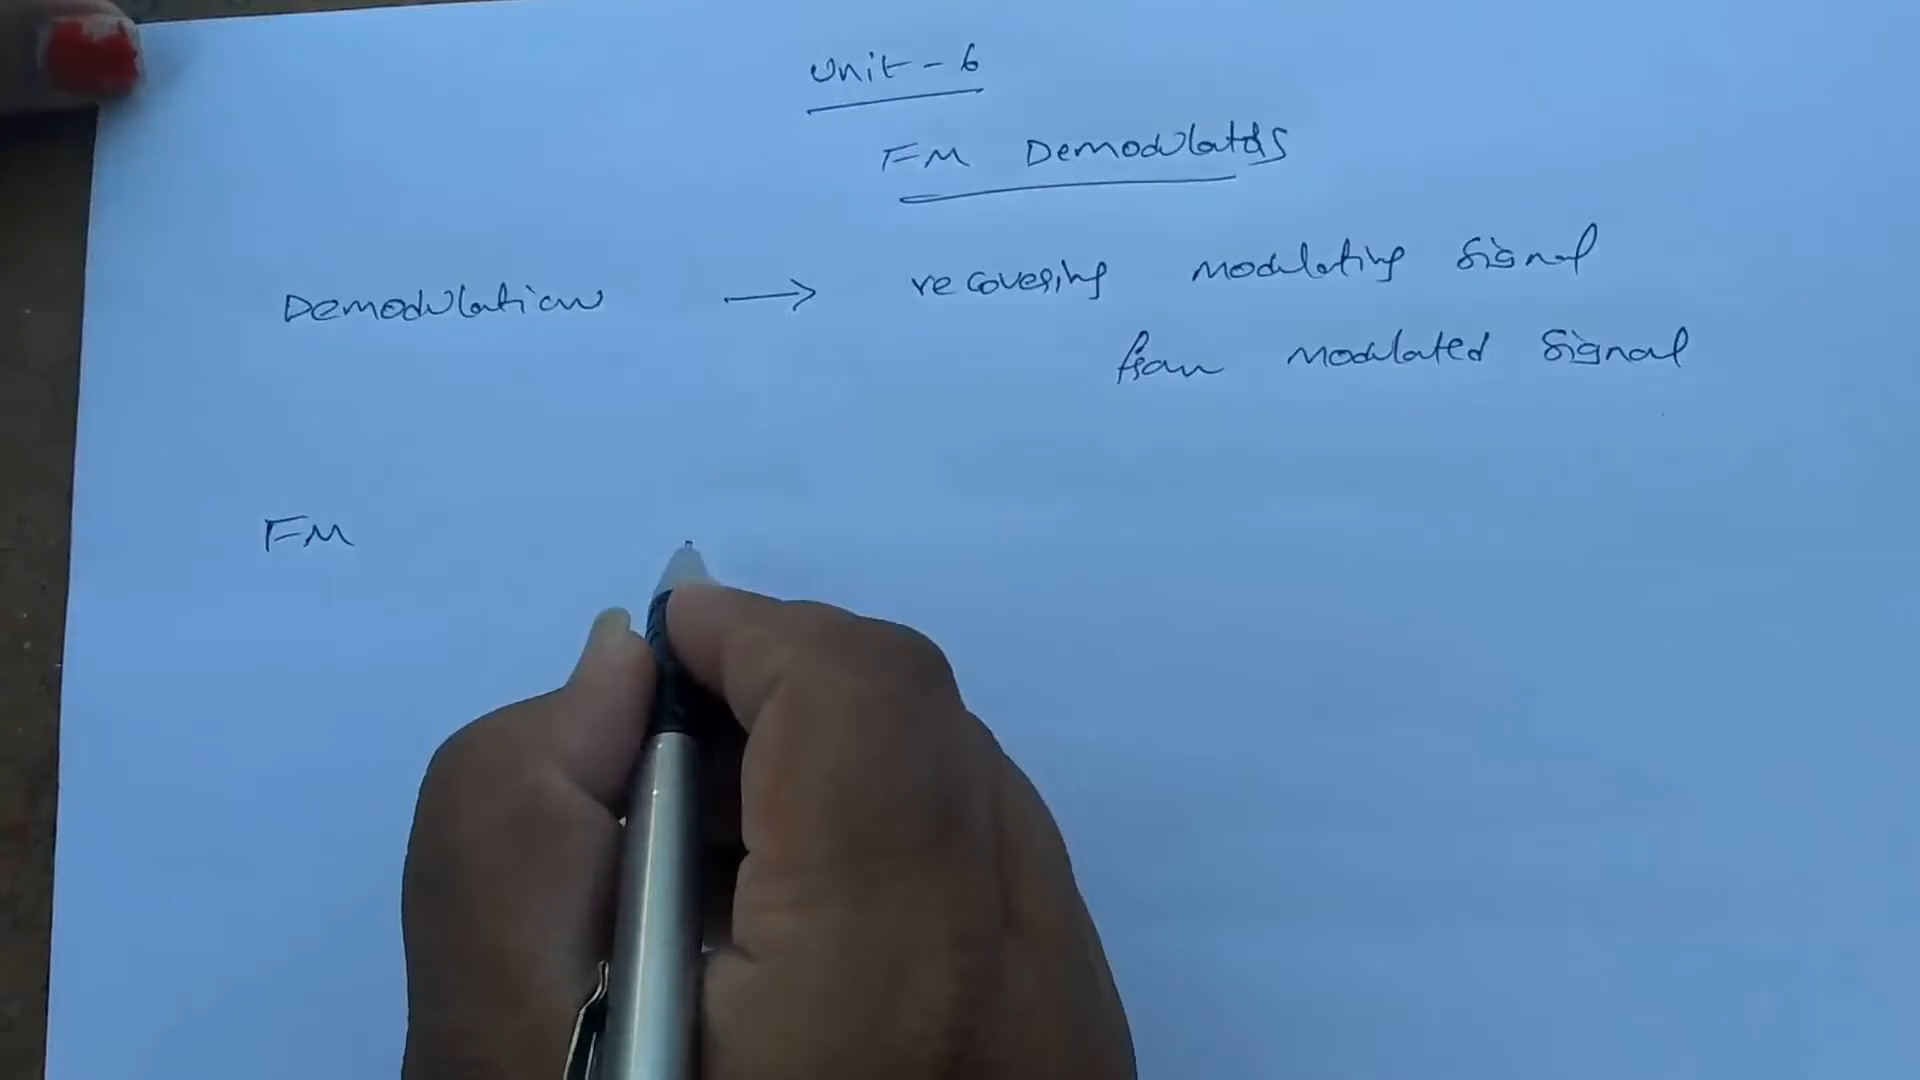 Unit - 6
FM Demodulators
Demodulation → recovering modulating signal
from modulated signal
FM